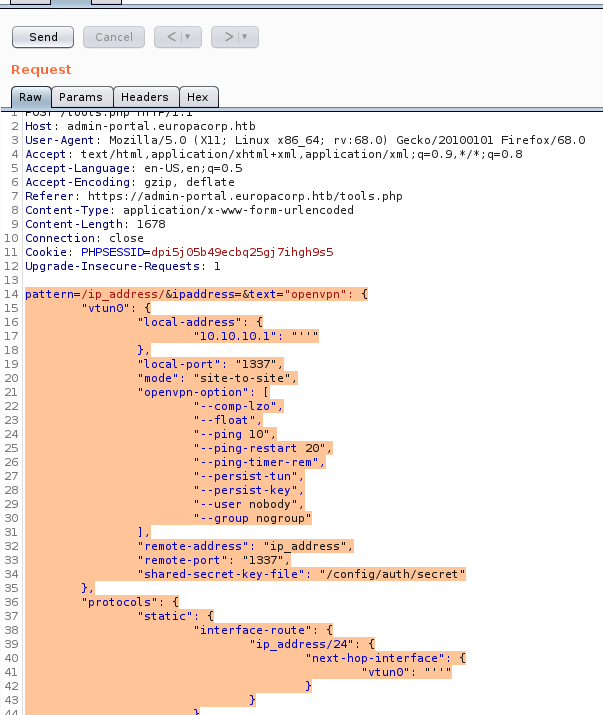 Send Cancel < | ▼ > | ▼
Request
Raw Params Headers Hex
1 POST /tools.php HTTP/1.1
2 Host: admin-portal.europacorp.htb
3 User-Agent: Mozilla/5.0 (X11; Linux x86_64; rv:68.0) Gecko/20100101 Firefox/68.0
4 Accept: text/html,application/xhtml+xml,application/xml;q=0.9,*/*;q=0.8
5 Accept-Language: en-US,en;q=0.5
6 Accept-Encoding: gzip, deflate
7 Referer: https://admin-portal.europacorp.htb/tools.php
8 Content-Type: application/x-www-form-urlencoded
9 Content-Length: 1678
10 Connection: close
11 Cookie: PHPSESSID=dpi5j05b49ecbq25gj7ihgh9s5
12 Upgrade-Insecure-Requests: 1
13
14 pattern=/ip_address/&ipaddress=&text="openvpn": {
15 "vtun0": {
16 "local-address": {
17 "10.10.10.1": "''"
18 },
19 "local-port": "1337",
20 "mode": "site-to-site",
21 "openvpn-option": [
22 "--comp-lzo",
23 "--float",
24 "--ping 10",
25 "--ping-restart 20",
26 "--ping-timer-rem",
27 "--persist-tun",
28 "--persist-key",
29 "--user nobody",
30 "--group nogroup"
31 ],
32 "remote-address": "ip_address",
33 "remote-port": "1337",
34 "shared-secret-key-file": "/config/auth/secret"
35 },
36 "protocols": {
37 "static": {
38 "interface-route": {
39 "ip_address/24": {
40 "next-hop-interface": {
41 "vtun0": "''"
42 }
43 }
44 }